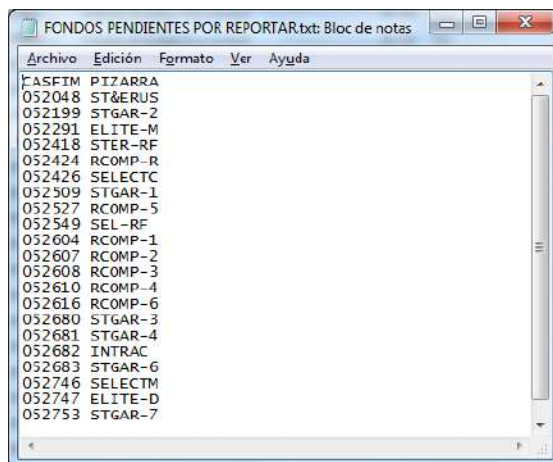 FONDOS PENDIENTES POR REPORTAR.txt: Bloc de notas
Archivo Edición Formato Ver Ayuda
CASFIM PIZARRA
052048 ST&ERUS
052199 STGAR-2
052291 ELITE-M
052418 STER-RF
052424 RCOMP-R
052426 SELECTC
052509 STGAR-1
052527 RCOMP-5
052549 SEL-RF
052604 RCOMP-1
052607 RCOMP-2
052608 RCOMP-3
052610 RCOMP-4
052616 RCOMP-6
052680 STGAR-3
052681 STGAR-4
052682 INTRAC
052683 STGAR-6
052746 SELECTM
052747 ELITE-D
052753 STGAR-7